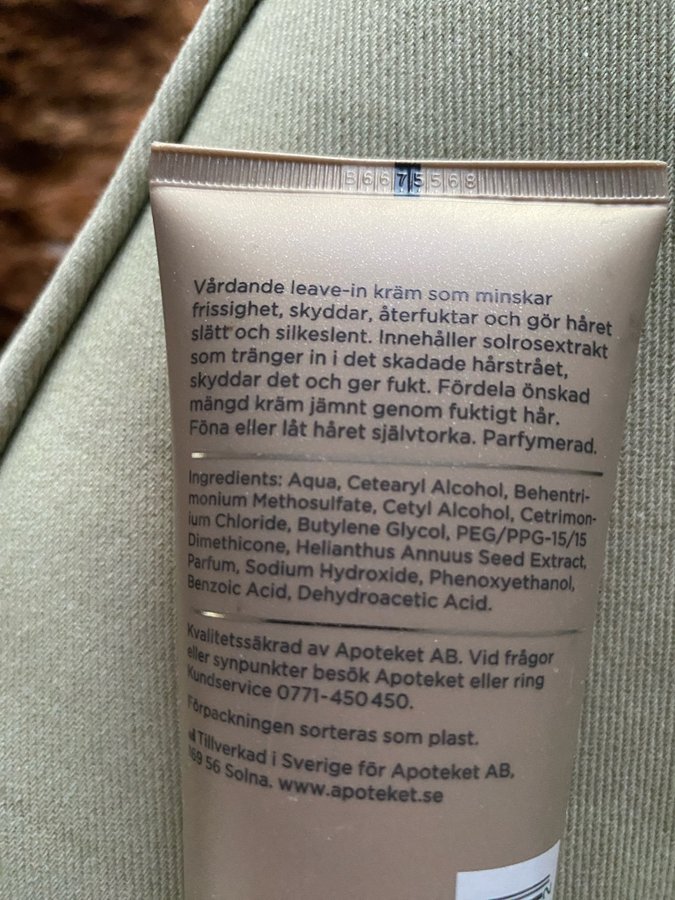 B6675568
Vårdande leave-in kräm som minskar
frissighet, skyddar, återfuktar och gör håret
slätt och silkeslent. Innehåller solrosextrakt
som tränger in i det skadade hårstrået,
skyddar det och ger fukt. Fördela önskad
mängd kräm jämnt genom fuktigt hår.
Föna eller låt håret självtorka. Parfymerad.
Ingredients: Aqua, Cetearyl Alcohol, Behentri-
monium Methosulfate, Cetyl Alcohol, Cetrimon-
ium Chloride, Butylene Glycol, PEG/PPG-15/15
Dimethicone, Helianthus Annuus Seed Extract,
Parfum, Sodium Hydroxide, Phenoxyethanol,
Benzoic Acid, Dehydroacetic Acid.
Kvalitetssäkrad av Apoteket AB. Vid frågor
eller synpunkter besök Apoteket eller ring
Kundservice 0771-450 450.
Förpackningen sorteras som plast.
Tillverkad i Sverige för Apoteket AB,
169 56 Solna. www.apoteket.se